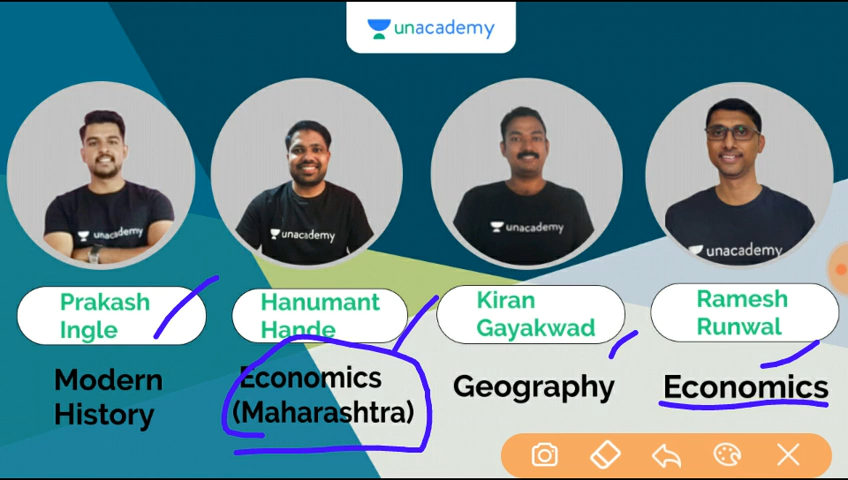 unacademy
unacademy
unacademy
unacademy
unacademy
Prakash
Ingle
Hanumant
Hande
Kiran
Gayakwad
Ramesh
Runwal
Modern
History
Economics
(Maharashtra)
Geography
Economics